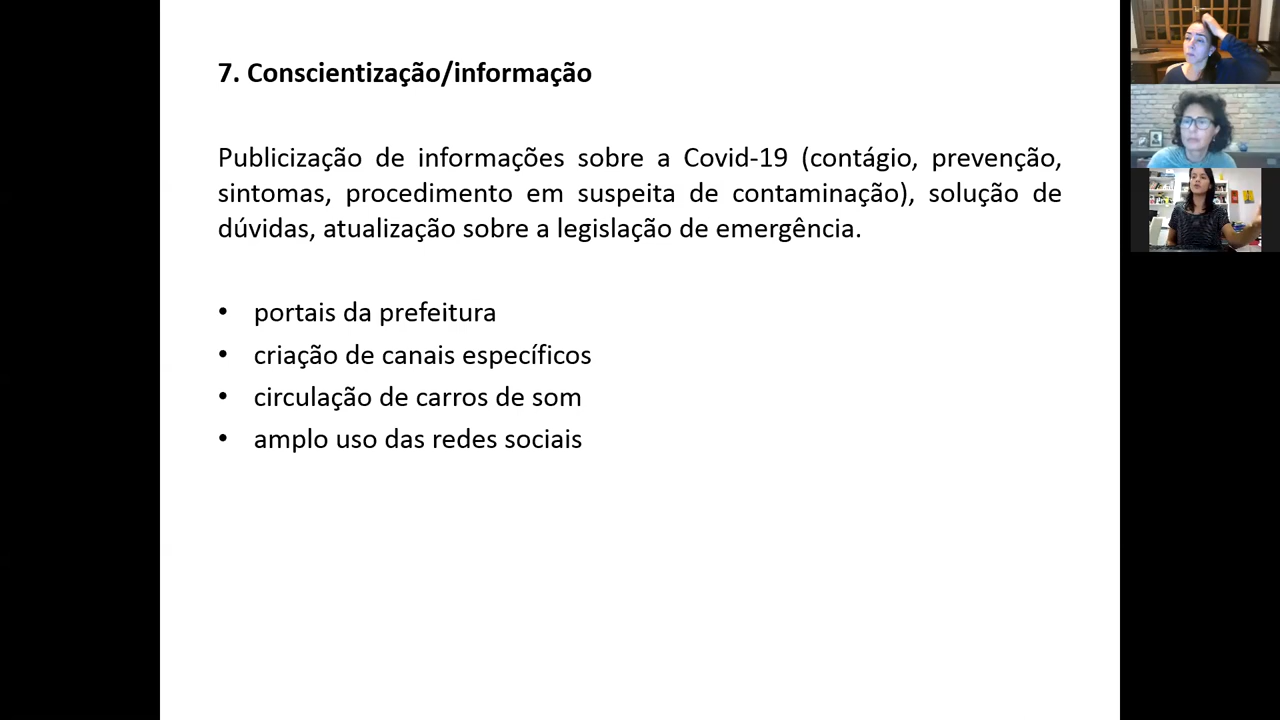 7. Conscientização/informação
Publicização de informações sobre a Covid-19 (contágio, prevenção,
sintomas, procedimento em suspeita de contaminação), solução de
dúvidas, atualização sobre a legislação de emergência.
• portais da prefeitura
• criação de canais específicos
• circulação de carros de som
• amplo uso das redes sociais